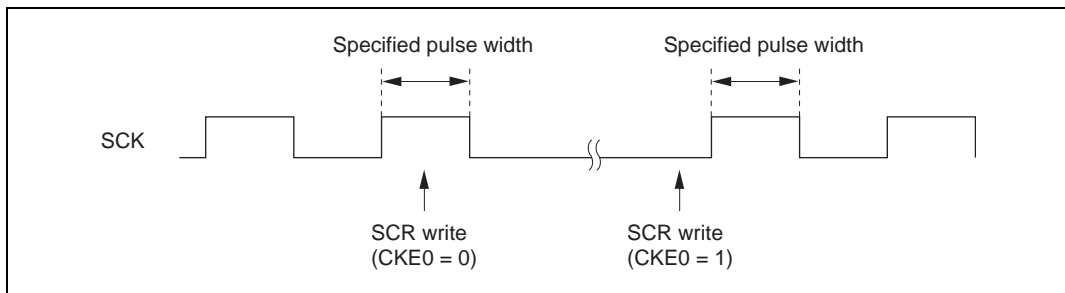 Specified pulse width
Specified pulse width
SCK
SCR write
(CKE0 = 0)
SCR write
(CKE0 = 1)